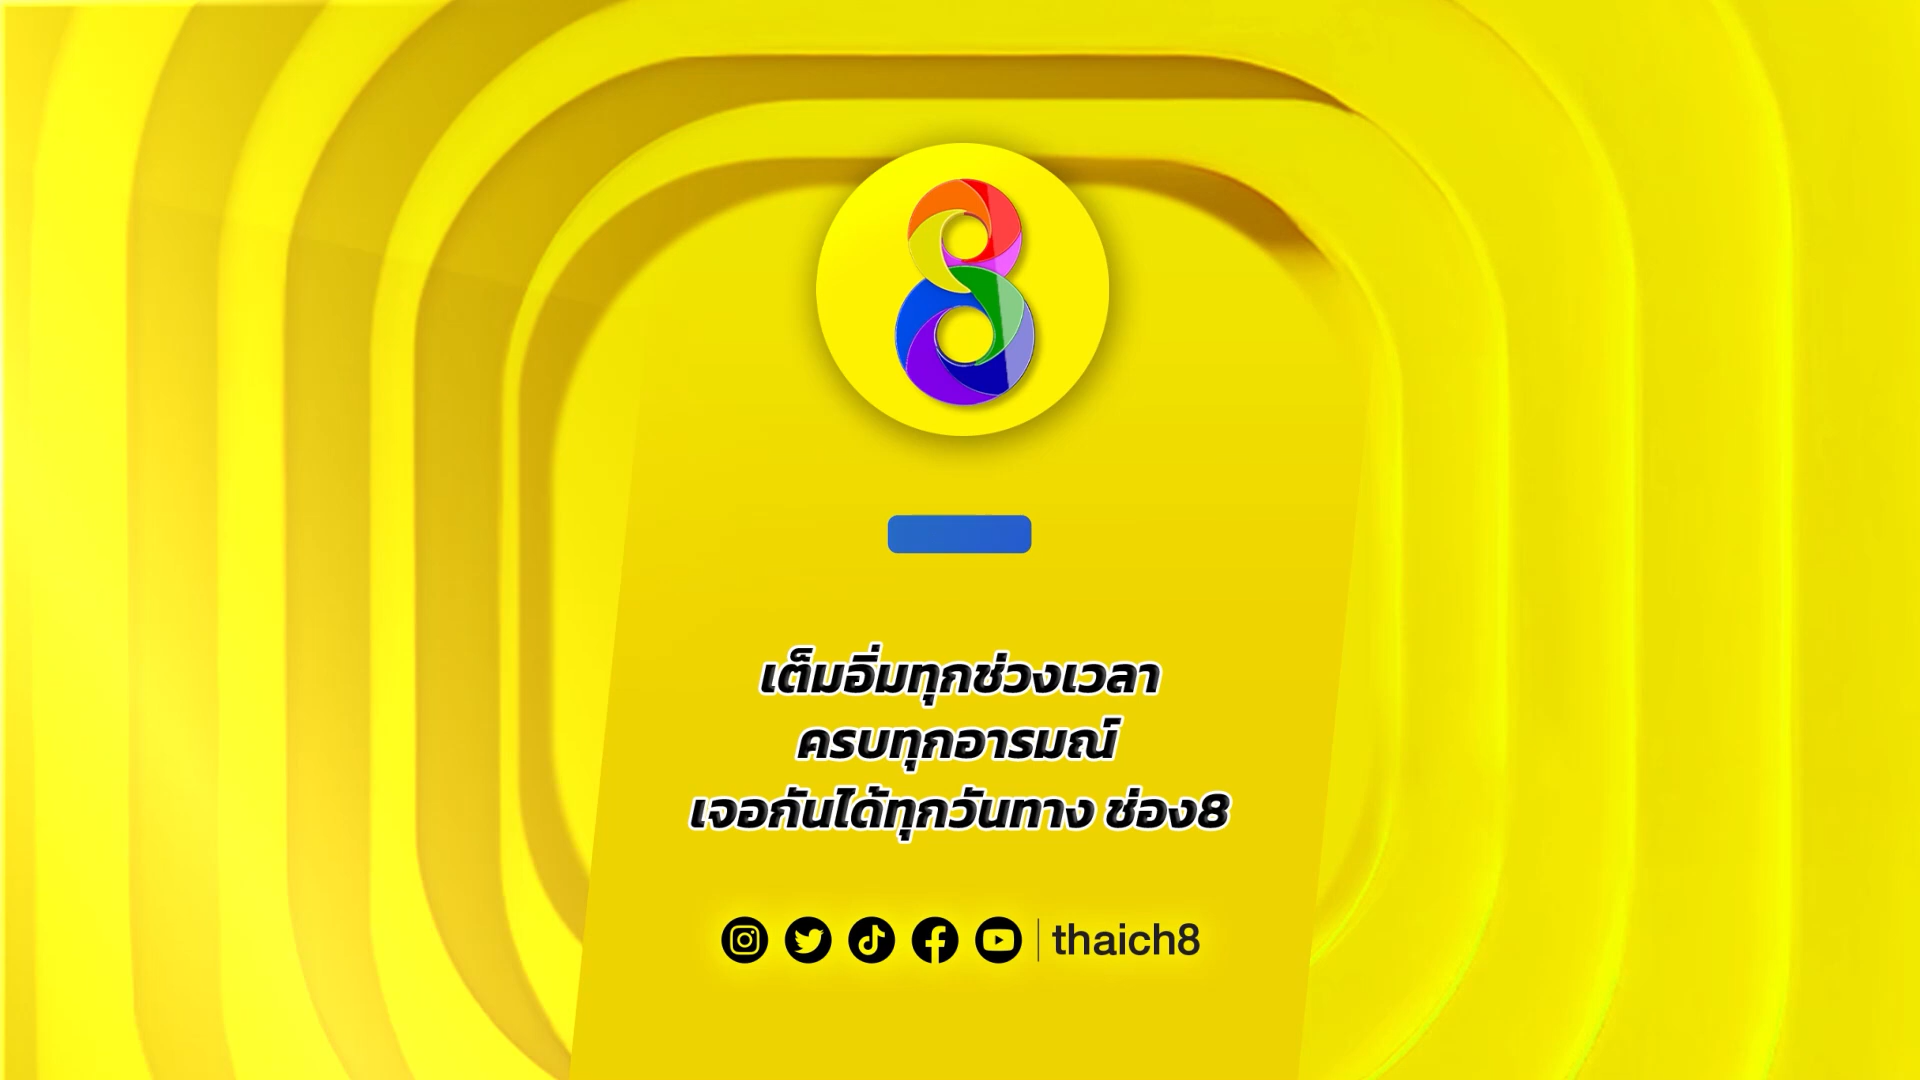 8
เต็มอิ่มทุกช่วงเวลา
ครบทุกอารมณ์
เจอกันได้ทุกวันทาง ช่อง8
thaich8